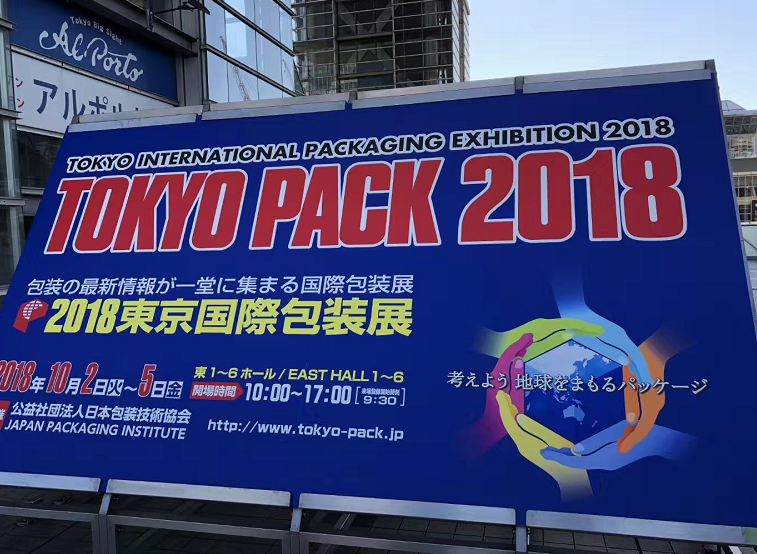 Tokyo Big Sight
Al Porto
アルポル
TOKYO INTERNATIONAL PACKAGING EXHIBITION 2018
TOKYO PACK 2018
包装の最新情報が一堂に集まる国際包装展
2018東京国際包装展
2018年10月2日火〜5日金
東1〜6ホール / EAST HALL 1〜6
開場時間 10:00〜17:00 [9:30]
公益社団法人日本包装技術協会
JAPAN PACKAGING INSTITUTE
http://www.tokyo-pack.jp
考えよう 地球をまもるパッケージ